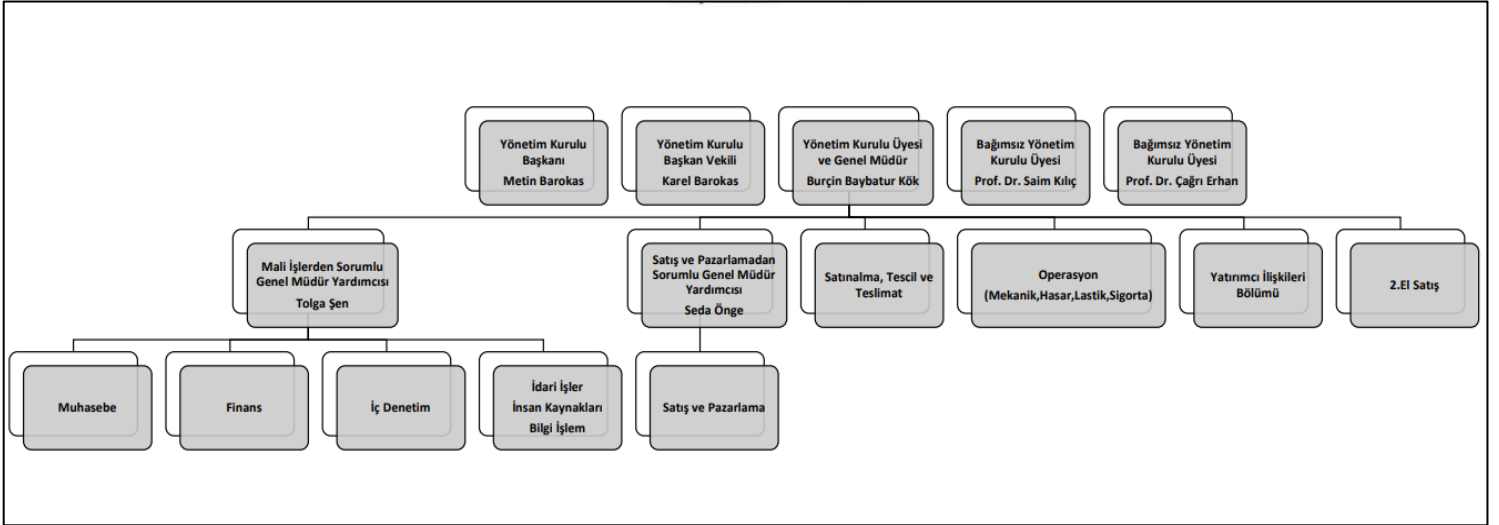 Yönetim Kurulu
Başkanı
Metin Barokas
Yönetim Kurulu
Başkan Vekili
Karel Barokas
Yönetim Kurulu Üyesi
ve Genel Müdür
Burçin Baybatur Kök
Bağımsız Yönetim
Kurulu Üyesi
Prof. Dr. Saim Kılıç
Bağımsız Yönetim
Kurulu Üyesi
Prof. Dr. Çağrı Erhan
Mali İşlerden Sorumlu
Genel Müdür Yardımcısı
Tolga Şen
Satış ve Pazarlamadan
Sorumlu Genel Müdür
Yardımcısı
Seda Önge
Satınalma, Tescil ve
Teslimat
Operasyon
(Mekanik,Hasar,Lastik,Sigorta)
Yatırımcı İlişkileri
Bölümü
2.El Satış
Muhasebe
Finans
İç Denetim
İdari İşler
İnsan Kaynakları
Bilgi İşlem
Satış ve Pazarlama